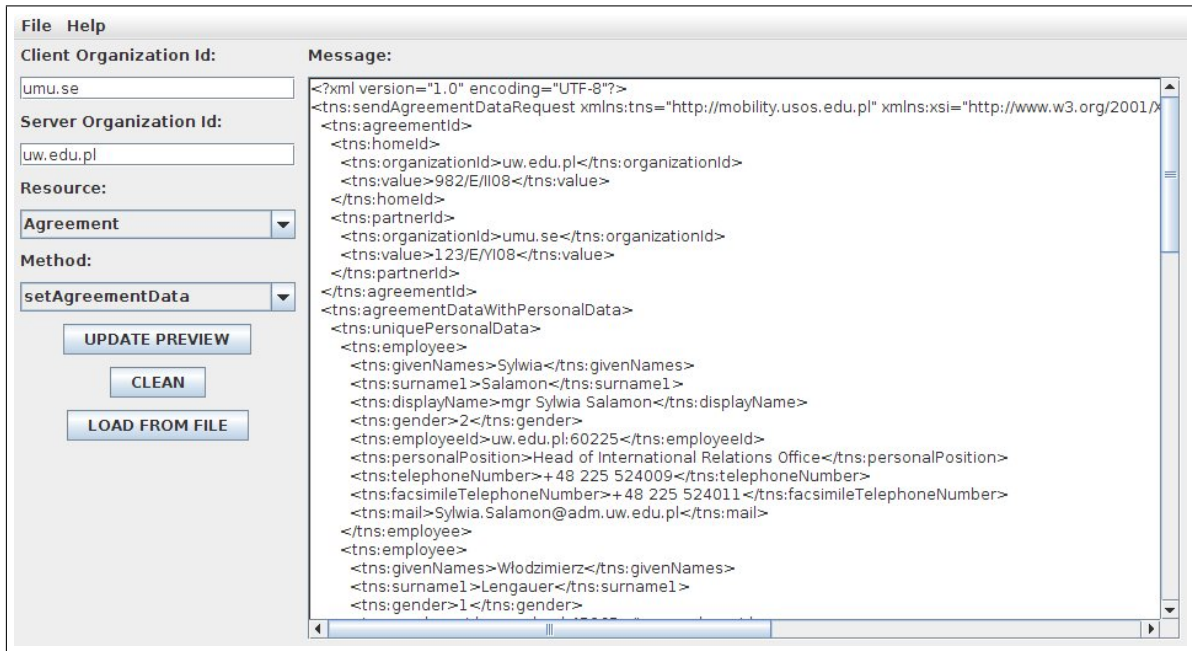 File Help
Client Organization Id:
umu.se
Server Organization Id:
uw.edu.pl
Resource:
Agreement
Method:
setAgreementData
UPDATE PREVIEW
CLEAN
LOAD FROM FILE
Message:
<?xml version="1.0" encoding="UTF-8"?>
<tns:sendAgreementDataRequest xmlns:tns="http://mobility.usos.edu.pl" xmlns:xsi="http://www.w3.org/2001/X
<tns:agreementId>
<tns:homeId>
<tns:organizationId>uw.edu.pl</tns:organizationId>
<tns:value>982/E/II08</tns:value>
</tns:homeId>
<tns:partnerId>
<tns:organizationId>umu.se</tns:organizationId>
<tns:value>123/E/YI08</tns:value>
</tns:partnerId>
</tns:agreementId>
<tns:agreementDataWithPersonalData>
<tns:uniquePersonalData>
<tns:employee>
<tns:givenNames>Sylwia</tns:givenNames>
<tns:surname1>Salamon</tns:surname1>
<tns:displayName>mgr Sylwia Salamon</tns:displayName>
<tns:gender>2</tns:gender>
<tns:employeeId>uw.edu.pl:60225</tns:employeeId>
<tns:personalPosition>Head of International Relations Office</tns:personalPosition>
<tns:telephoneNumber>+48 225 524009</tns:telephoneNumber>
<tns:facsimileTelephoneNumber>+48 225 524011</tns:facsimileTelephoneNumber>
<tns:mail>Sylwia.Salamon@adm.uw.edu.pl</tns:mail>
</tns:employee>
<tns:employee>
<tns:givenNames>Włodzimierz</tns:givenNames>
<tns:surname1>Lengauer</tns:surname1>
<tns:gender>1</tns:gender>